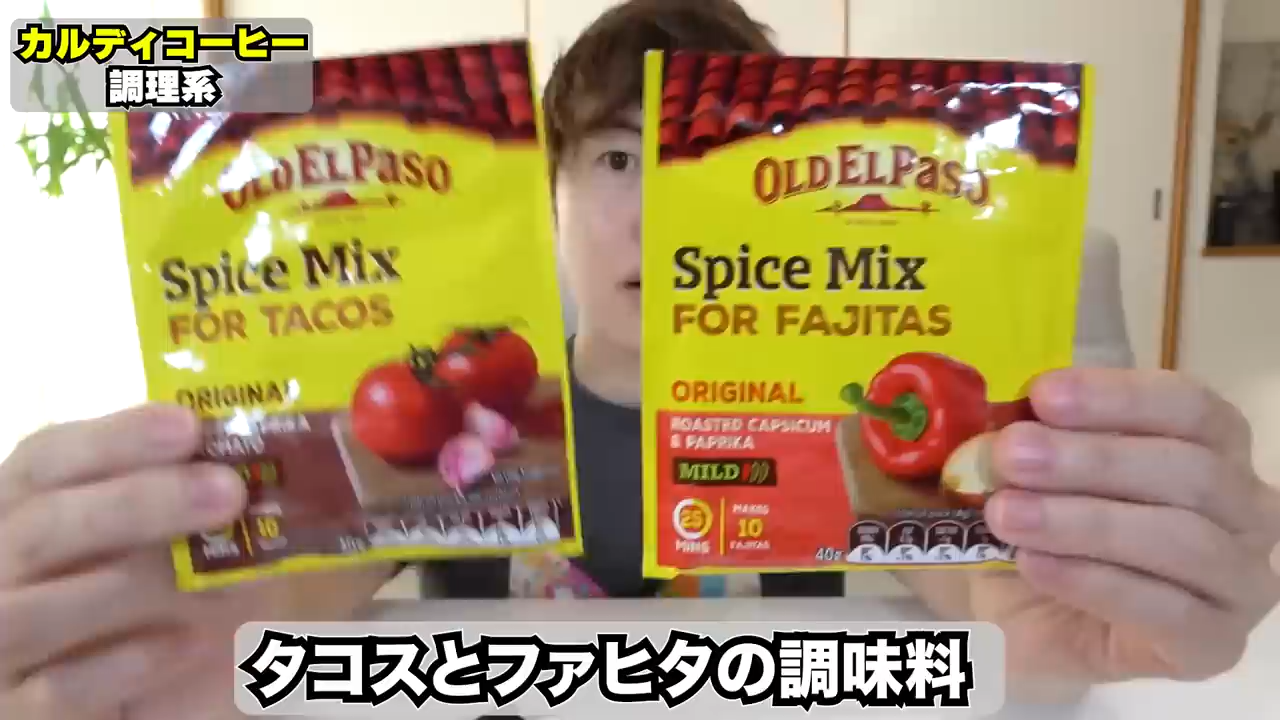 カルディコーヒー
調理系
OLD EL PASO
Spice Mix
FOR TACOS
ORIGINAL
10
OLD EL PASO
Spice Mix
FOR FAJITAS
ORIGINAL
ROASTED CAPSICUM
& PAPRIKA
MILD
25
MINS
MAKES
10
FAJITAS
40g
タコスとファヒタの調味料